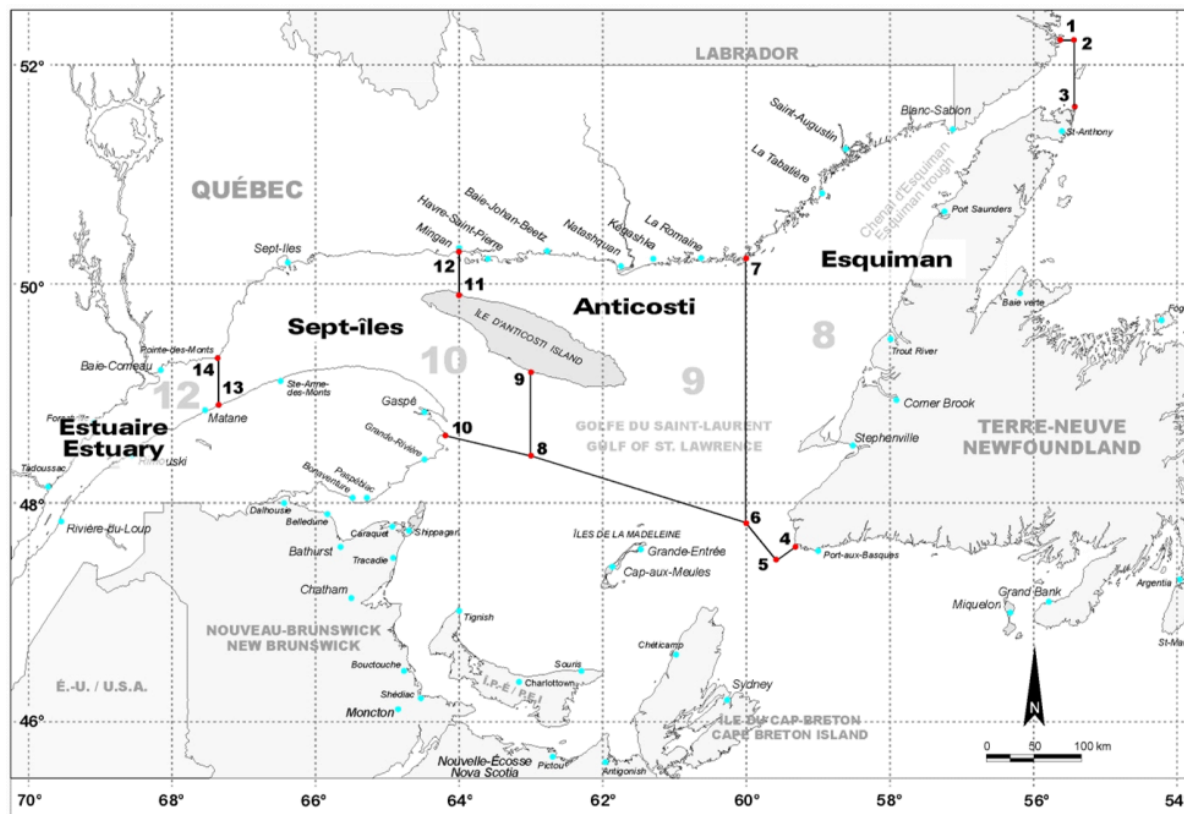 1
2
52°
LABRADOR
3
Saint-Augustin
Blanc-Sablon
St-Anthony
La Tabatière
Chenal d'Esquiman
Esquiman trough
QUÉBEC
Port Saunders
Sept-Iles
Mingan
Havre-Saint-Pierre
Baie-Johan-Beetz
Natashquan
Kégashka
La Romaine
12
7
Esquiman
50°
11
Anticosti
Baie verte
Sept-îles
ÎLE D'ANTICOSTI ISLAND
8
Trout River
Pointe-des-Monts
10
Baie-Comeau
14
9
9
12
13
Ste-Anne-
des-Monts
Matane
Gaspé
Corner Brook
Estuaire
Estuary
10
GOLFE DU SAINT-LAURENT
GULF OF ST. LAWRENCE
8
Stephenville
TERRE-NEUVE
NEWFOUNDLAND
Grande-Rivière
Tadoussac
Bonaventure
Paspébiac
48°
Dalhousie
Belledune
Rivière-du-Loup
Caraquet
Shippagan
6
ÎLES DE LA MADELEINE
Grande-Entrée
4
5
Port-aux-Basques
Bathurst
Tracadie
Cap-aux-Meules
Argentia
Chatham
Grand Bank
Miquelon
Tignish
NOUVEAU-BRUNSWICK
NEW BRUNSWICK
Chéticamp
Bouctouche
Souris
É.-U. / U.S.A.
I.P.-É / P.E.I
Charlottown
Shédiac
Sydney
Moncton
46°
ÎLE DU CAP-BRETON
CAPE BRETON ISLAND
N
0 50 100 km
Nouvelle-Écosse
Nova Scotia
Pictou
Antigonish
70° 68° 66° 64° 62° 60° 58° 56° 54°